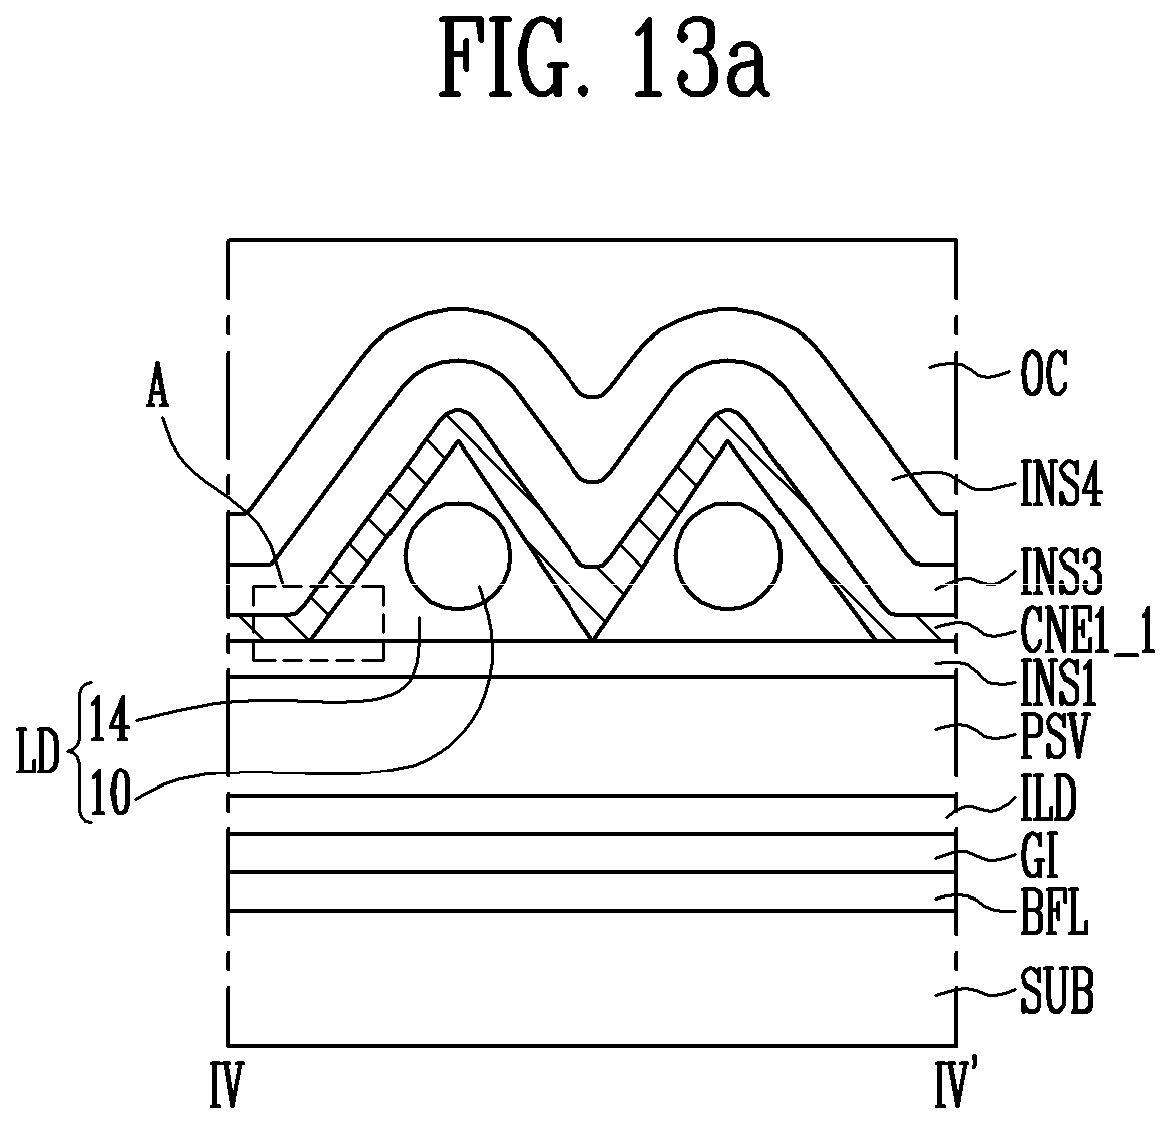 FIG. 13a
A
OC
INS4
INS3
CNE1_1
INS1
LD
14
10
PSV
ILD
GI
BFL
SUB
IV
IV'